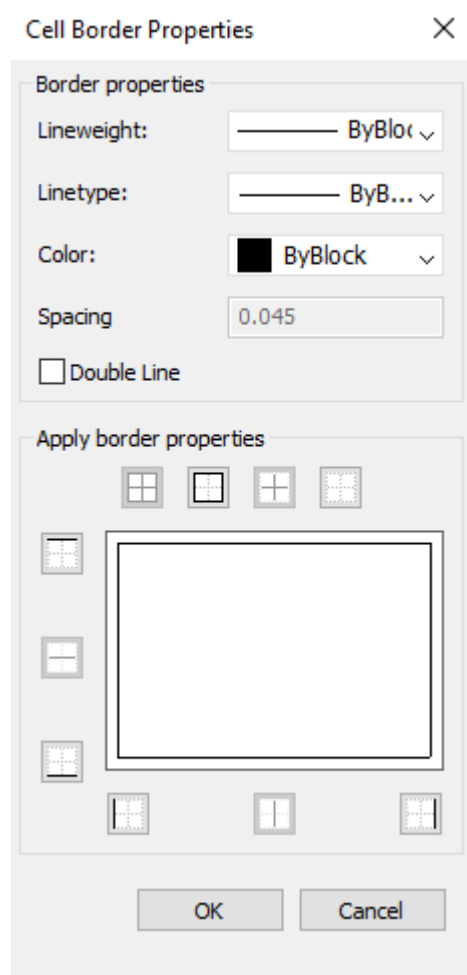 Cell Border Properties
Border properties
Lineweight: ByBloc
Linetype: ByB...
Color: ByBlock
Spacing 0.045
Double Line
Apply border properties
OK Cancel